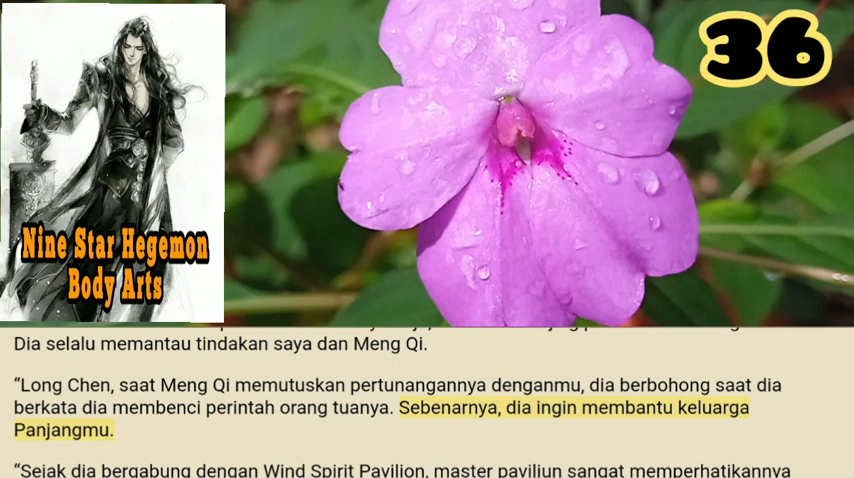 36
Nine Star Hegemon
Body Arts
Dia selalu memantau tindakan saya dan Meng Qi.
“Long Chen, saat Meng Qi memutuskan pertunangannya denganmu, dia berbohong saat dia
berkata dia membenci perintah orang tuanya. Sebenarnya, dia ingin membantu keluarga
Panjangmu.
“Sejak dia bergabung dengan Wind Spirit Pavilion, master paviliun sangat memperhatikannya